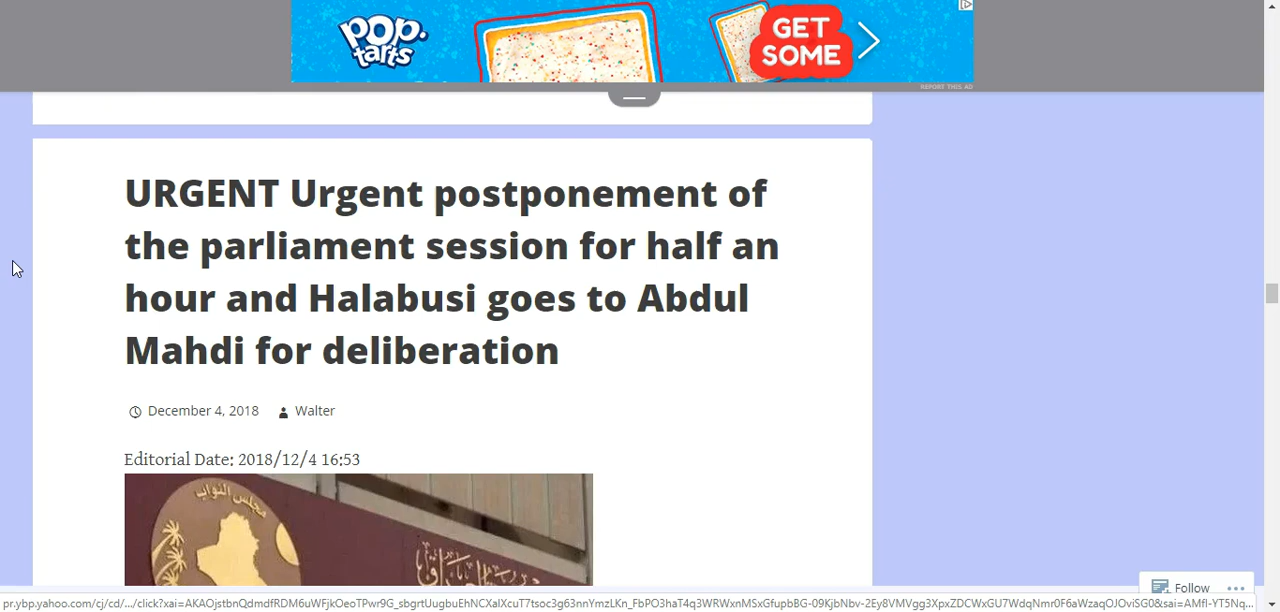 POP.
tarts
GET
SOME
REPORT THIS AD
URGENT Urgent postponement of
the parliament session for half an
hour and Halabusi goes to Abdul
Mahdi for deliberation
December 4, 2018 Walter
Editorial Date: 2018/12/4 16:53
مجلس النواب
Follow